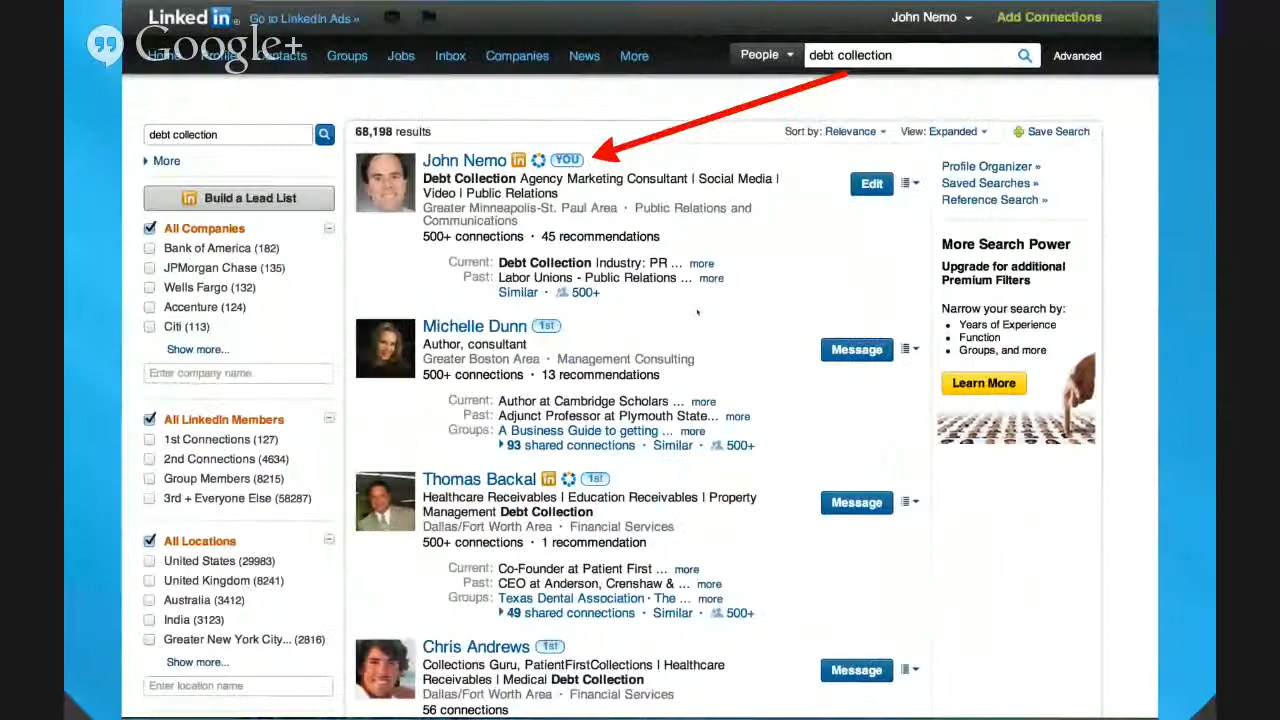 Linked in® Go to LinkedIn Ads »
John Nemo Add Connections
Google+
Home Profile Contacts Groups Jobs Inbox Companies News More
People debt collection Advanced
debt collection
More
Build a Lead List
All Companies
Bank of America (182)
JPMorgan Chase (135)
Wells Fargo (132)
Accenture (124)
Citi (113)
Show more...
Enter company name
All LinkedIn Members
1st Connections (127)
2nd Connections (4634)
Group Members (8215)
3rd + Everyone Else (58287)
All Locations
United States (29983)
United Kingdom (8241)
Australia (3412)
India (3123)
Greater New York City... (2816)
Show more...
Enter location name
68,198 results
Sort by: Relevance View: Expanded Save Search
John Nemo in YOU
Debt Collection Agency Marketing Consultant | Social Media |
Video | Public Relations
Greater Minneapolis-St. Paul Area · Public Relations and
Communications
500+ connections · 45 recommendations
Edit
Current: Debt Collection Industry: PR ... more
Past: Labor Unions - Public Relations ... more
Similar · 500+
Michelle Dunn 1st
Author, consultant
Greater Boston Area · Management Consulting
500+ connections · 13 recommendations
Message
Current: Author at Cambridge Scholars ... more
Past: Adjunct Professor at Plymouth State... more
Groups: A Business Guide to getting ... more
93 shared connections · Similar · 500+
Thomas Backal in 1st
Healthcare Receivables | Education Receivables | Property
Management Debt Collection
Dallas/Fort Worth Area · Financial Services
500+ connections · 1 recommendation
Message
Current: Co-Founder at Patient First ... more
Past: CEO at Anderson, Crenshaw & ... more
Groups: Texas Dental Association · The ... more
49 shared connections · Similar · 500+
Chris Andrews 1st
Collections Guru, PatientFirstCollections | Healthcare
Receivables | Medical Debt Collection
Dallas/Fort Worth Area · Financial Services
56 connections
Message
Profile Organizer »
Saved Searches »
Reference Search »
More Search Power
Upgrade for additional
Premium Filters
Narrow your search by:
• Years of Experience
• Function
• Groups, and more
Learn More